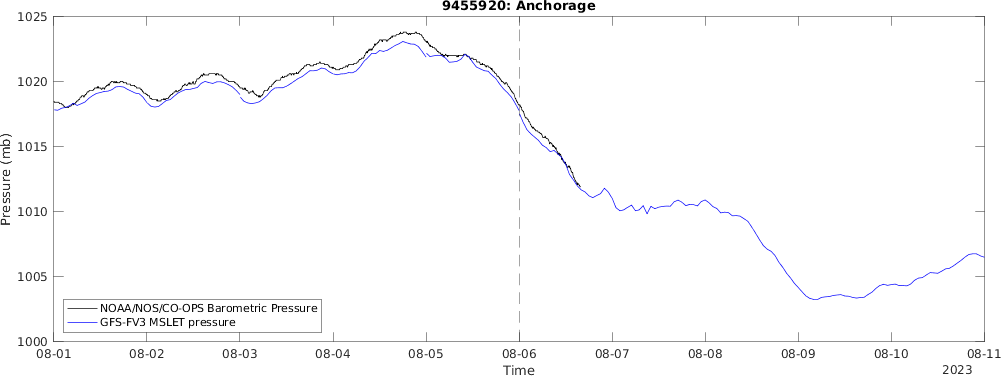 9455920: Anchorage
1025
1020
1015
1010
1005
1000
Pressure (mb)
NOAA/NOS/CO-OPS Barometric Pressure
GFS-FV3 MSLET pressure
08-01 08-02 08-03 08-04 08-05 08-06 08-07 08-08 08-09 08-10 08-11
Time
2023